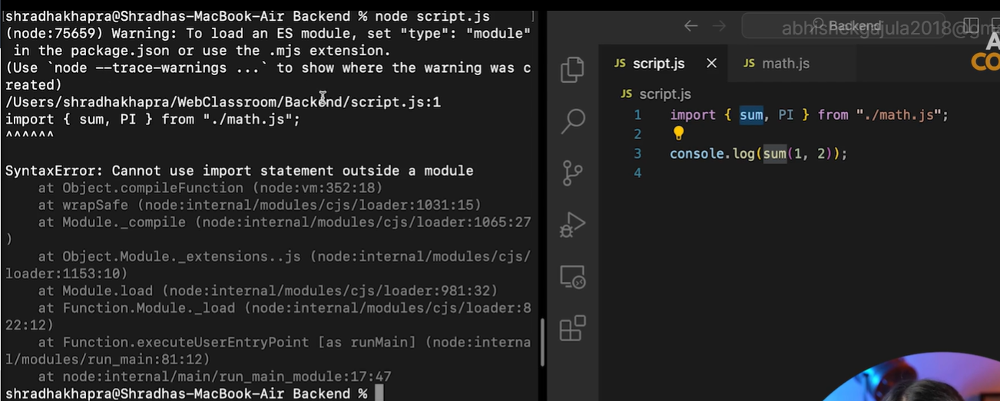 shradhakhapra@Shradhas-MacBook-Air Backend % node script.js
(node:75659) Warning: To load an ES module, set "type": "module"
in the package.json or use the .mjs extension.
(Use `node --trace-warnings ...` to show where the warning was c
reated)
/Users/shradhakhapra/WebClassroom/Backend/script.js:1
import { sum, PI } from "./math.js";
^^^^^^
SyntaxError: Cannot use import statement outside a module
at Object.compileFunction (node:vm:352:18)
at wrapSafe (node:internal/modules/cjs/loader:1031:15)
at Module._compile (node:internal/modules/cjs/loader:1065:27
)
at Object.Module._extensions..js (node:internal/modules/cjs/
loader:1153:10)
at Module.load (node:internal/modules/cjs/loader:981:32)
at Function.Module._load (node:internal/modules/cjs/loader:8
22:12)
at Function.executeUserEntryPoint [as runMain] (node:interna
l/modules/run_main:81:12)
at node:internal/main/run_main_module:17:47
shradhakhapra@Shradhas-MacBook-Air Backend %
Backend
JS script.js
JS math.js
JS script.js
1 import { sum, PI } from "./math.js";
2
3 console.log(sum(1, 2));
4